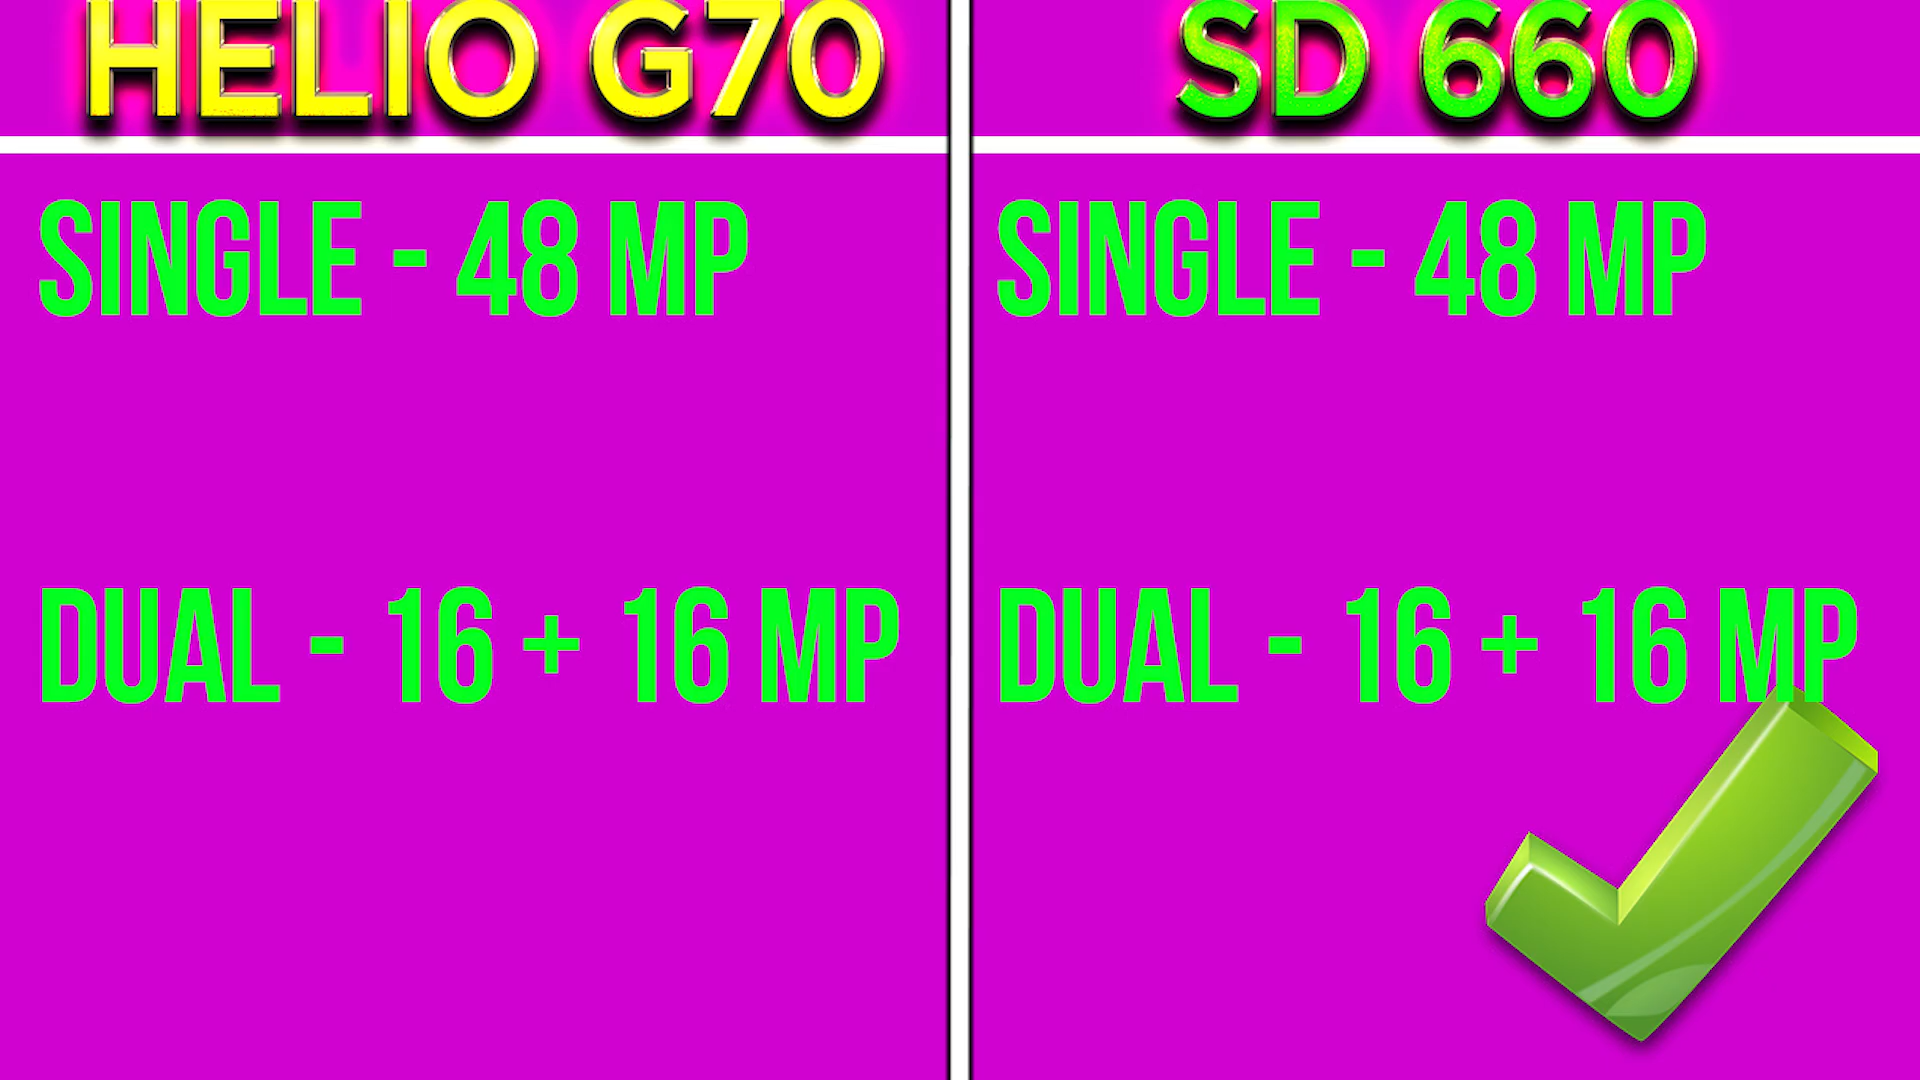 HELIO G70
SD 660
SINGLE - 48 MP
SINGLE - 48 MP
DUAL - 16 + 16 MP
DUAL - 16 + 16 MP